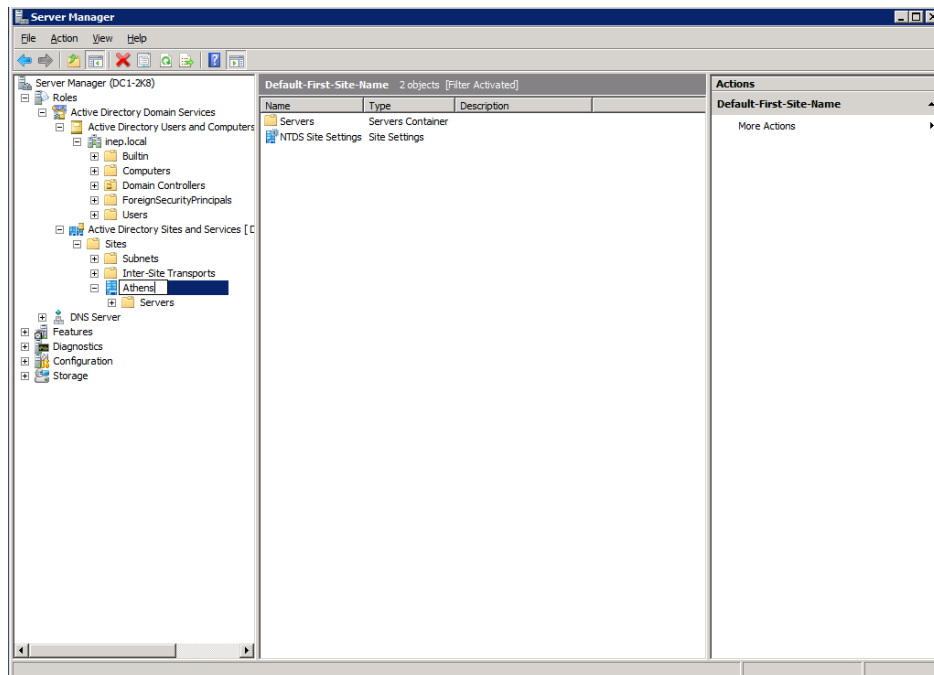 Server Manager
File Action View Help
Server Manager (DC1-2K8)
Roles
Active Directory Domain Services
Active Directory Users and Computers
inep.local
Builtin
Computers
Domain Controllers
ForeignSecurityPrincipals
Users
Active Directory Sites and Services [ D
Sites
Subnets
Inter-Site Transports
Athens
Servers
DNS Server
Features
Diagnostics
Configuration
Storage
Default-First-Site-Name 2 objects [Filter Activated]
Name Type Description
Servers Servers Container
NTDS Site Settings Site Settings
Actions
Default-First-Site-Name
More Actions